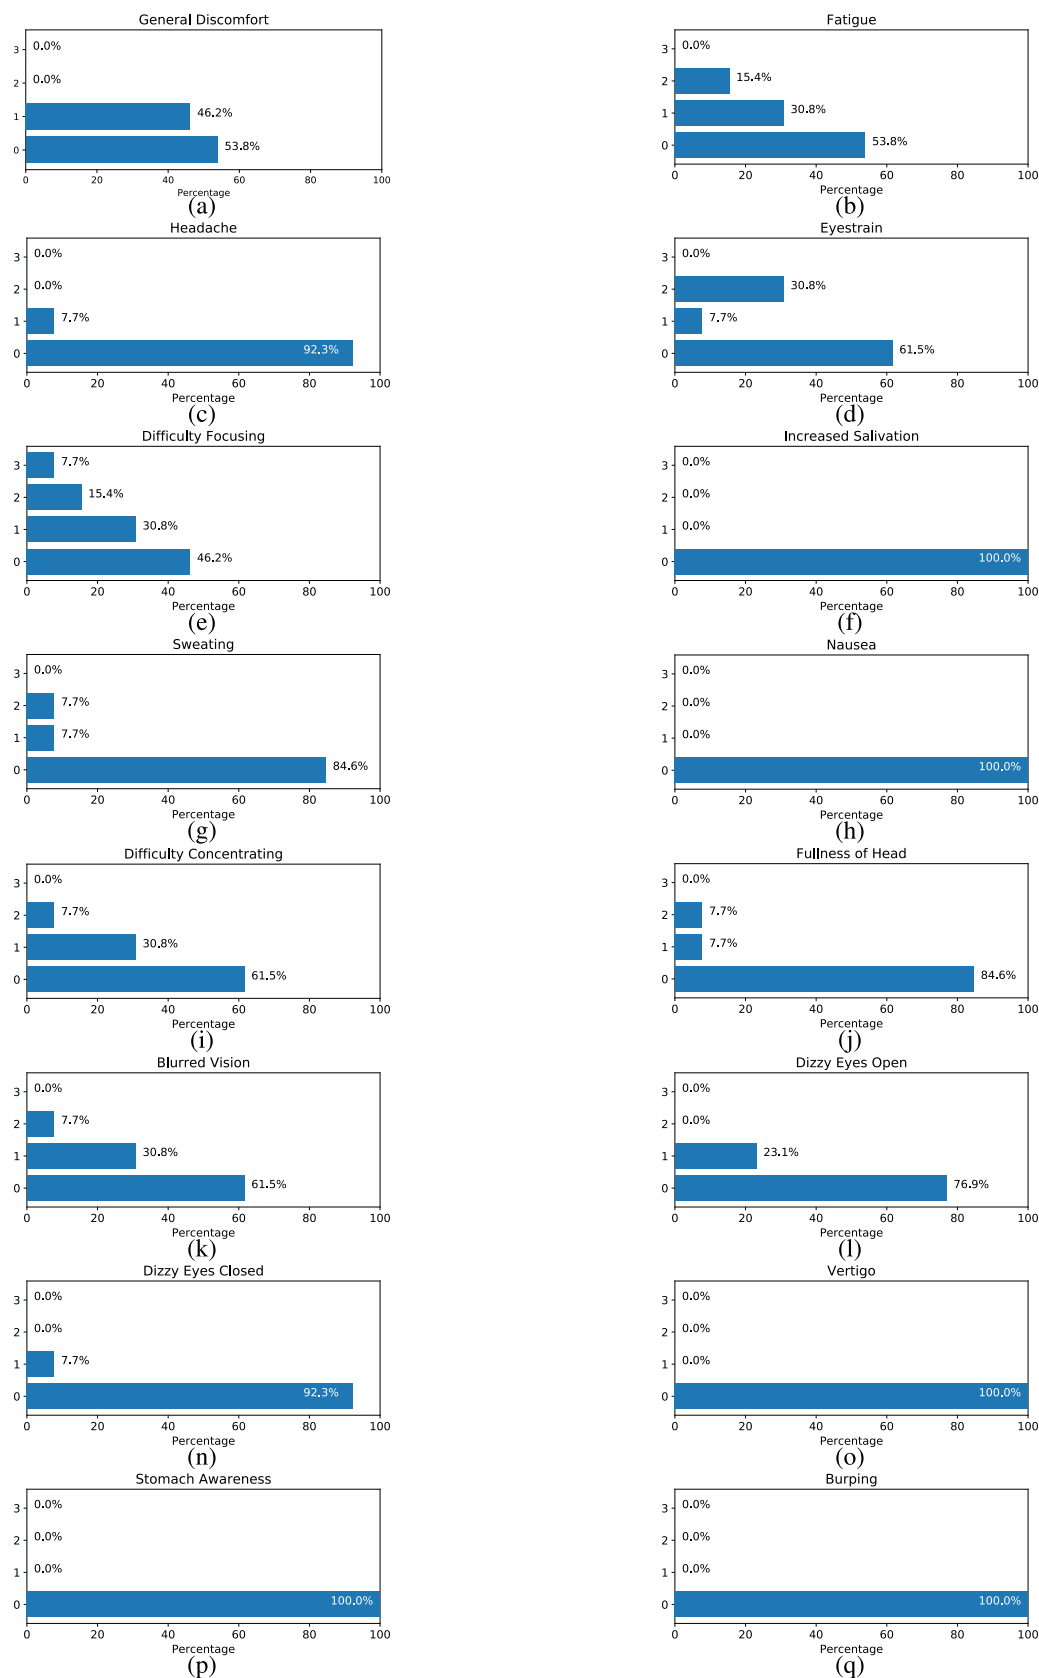 General Discomfort
3 0.0%
2 0.0%
1 46.2%
0 53.8%
0 20 40 60 80 100
Percentage
(a)
Fatigue
3 0.0%
2 15.4%
1 30.8%
0 53.8%
0 20 40 60 80 100
Percentage
(b)
Headache
3 0.0%
2 0.0%
1 7.7%
0 92.3%
0 20 40 60 80 100
Percentage
(c)
Eyestrain
3 0.0%
2 30.8%
1 7.7%
0 61.5%
0 20 40 60 80 100
Percentage
(d)
Difficulty Focusing
3 7.7%
2 15.4%
1 30.8%
0 46.2%
0 20 40 60 80 100
Percentage
(e)
Increased Salivation
3 0.0%
2 0.0%
1 0.0%
0 100.0%
0 20 40 60 80 100
Percentage
(f)
Sweating
3 0.0%
2 7.7%
1 7.7%
0 84.6%
0 20 40 60 80 100
Percentage
(g)
Nausea
3 0.0%
2 0.0%
1 0.0%
0 100.0%
0 20 40 60 80 100
Percentage
(h)
Difficulty Concentrating
3 0.0%
2 7.7%
1 30.8%
0 61.5%
0 20 40 60 80 100
Percentage
(i)
Fullness of Head
3 0.0%
2 7.7%
1 7.7%
0 84.6%
0 20 40 60 80 100
Percentage
(j)
Blurred Vision
3 0.0%
2 7.7%
1 30.8%
0 61.5%
0 20 40 60 80 100
Percentage
(k)
Dizzy Eyes Open
3 0.0%
2 0.0%
1 23.1%
0 76.9%
0 20 40 60 80 100
Percentage
(l)
Dizzy Eyes Closed
3 0.0%
2 0.0%
1 7.7%
0 92.3%
0 20 40 60 80 100
Percentage
(n)
Vertigo
3 0.0%
2 0.0%
1 0.0%
0 100.0%
0 20 40 60 80 100
Percentage
(o)
Stomach Awareness
3 0.0%
2 0.0%
1 0.0%
0 100.0%
0 20 40 60 80 100
Percentage
(p)
Burping
3 0.0%
2 0.0%
1 0.0%
0 100.0%
0 20 40 60 80 100
Percentage
(q)